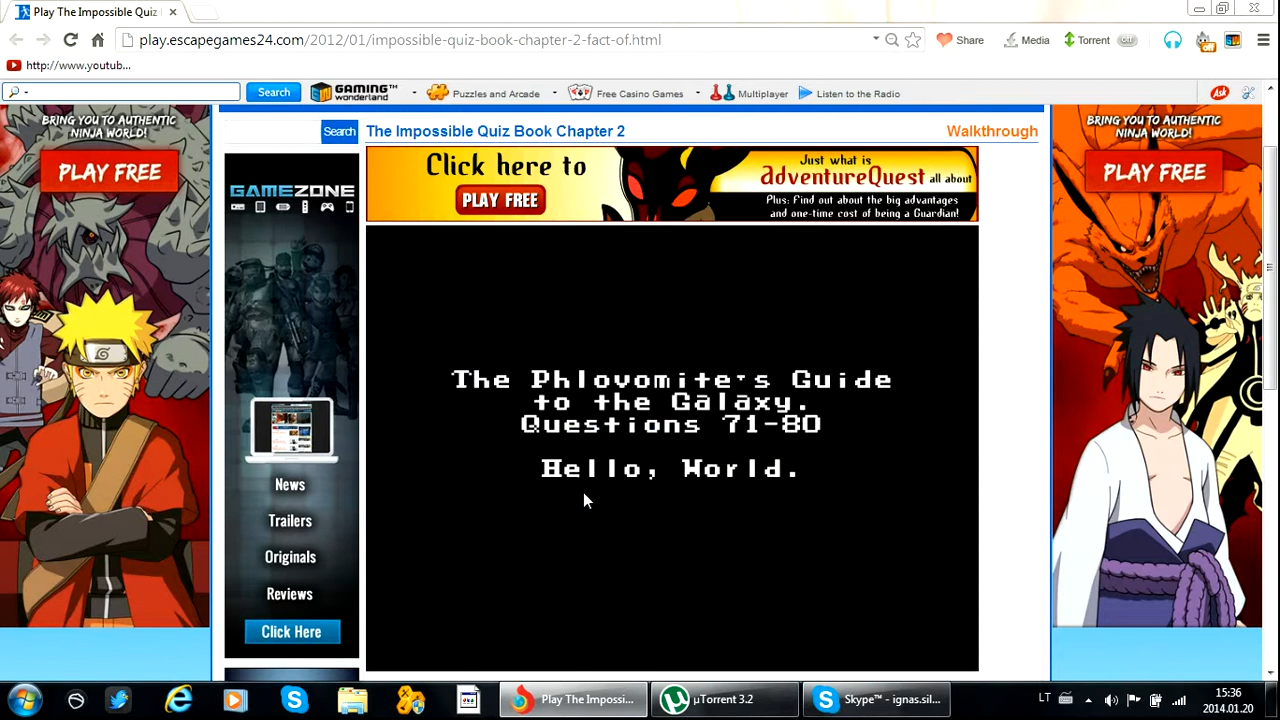 Play The Impossible Quiz
play.escapegames24.com/2012/01/impossible-quiz-book-chapter-2-fact-of.html
Share
Media
Torrent
off
off
http://www.youtub...
Search
GAMING wonderland™
Puzzles and Arcade
Free Casino Games
Multiplayer
Listen to the Radio
Ask
BRING YOU TO AUTHENTIC
NINJA WORLD!
PLAY FREE
Search
The Impossible Quiz Book Chapter 2
Walkthrough
Click here to
PLAY FREE
Just what is
AdventureQuest all about
Plus: Find out about the big advantages
and one-time cost of being a Guardian!
BRING YOU TO AUTHENTIC
NINJA WORLD!
PLAY FREE
GAMEZONE
News
Trailers
Originals
Reviews
Click Here
The Phlovomite's Guide
to the Galaxy.
Questions 71-80
Hello, World.
Play The Impossi...
µTorrent 3.2
Skype™ - ignas.sil...
LT
15:36
2014.01.20